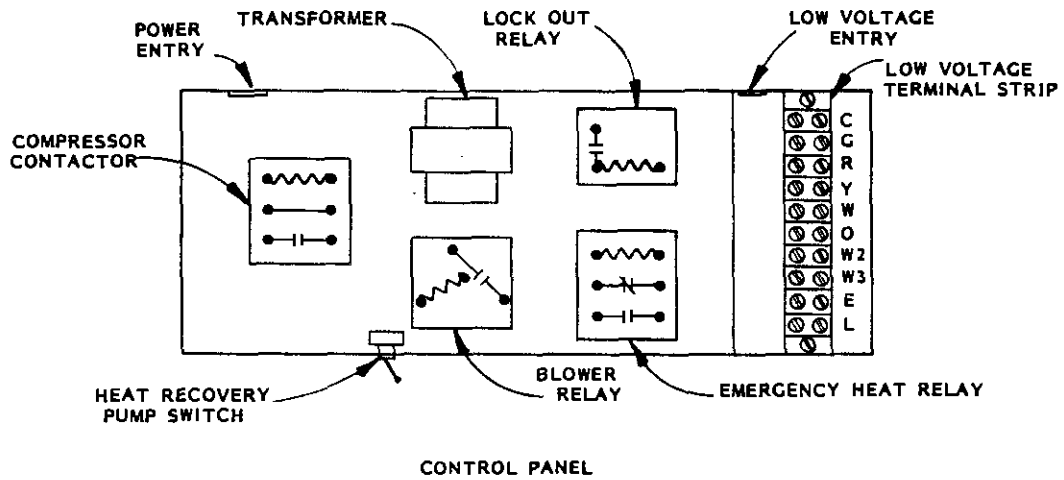 TRANSFORMER
LOCK OUT
RELAY
LOW VOLTAGE
ENTRY
POWER
ENTRY
LOW VOLTAGE
TERMINAL STRIP
COMPRESSOR
CONTACTOR
C
G
R
Y
W
O
W2
W3
E
L
HEAT RECOVERY
PUMP SWITCH
BLOWER
RELAY
EMERGENCY HEAT RELAY
CONTROL PANEL